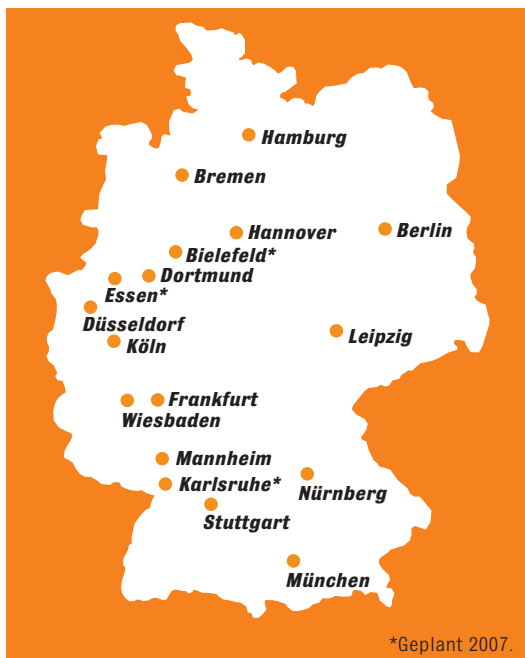 Hamburg
Bremen
Hannover
Berlin
Bielefeld*
Dortmund
Essen*
Düsseldorf
Köln
Leipzig
Frankfurt
Wiesbaden
Mannheim
Karlsruhe*
Nürnberg
Stuttgart
München
*Geplant 2007.